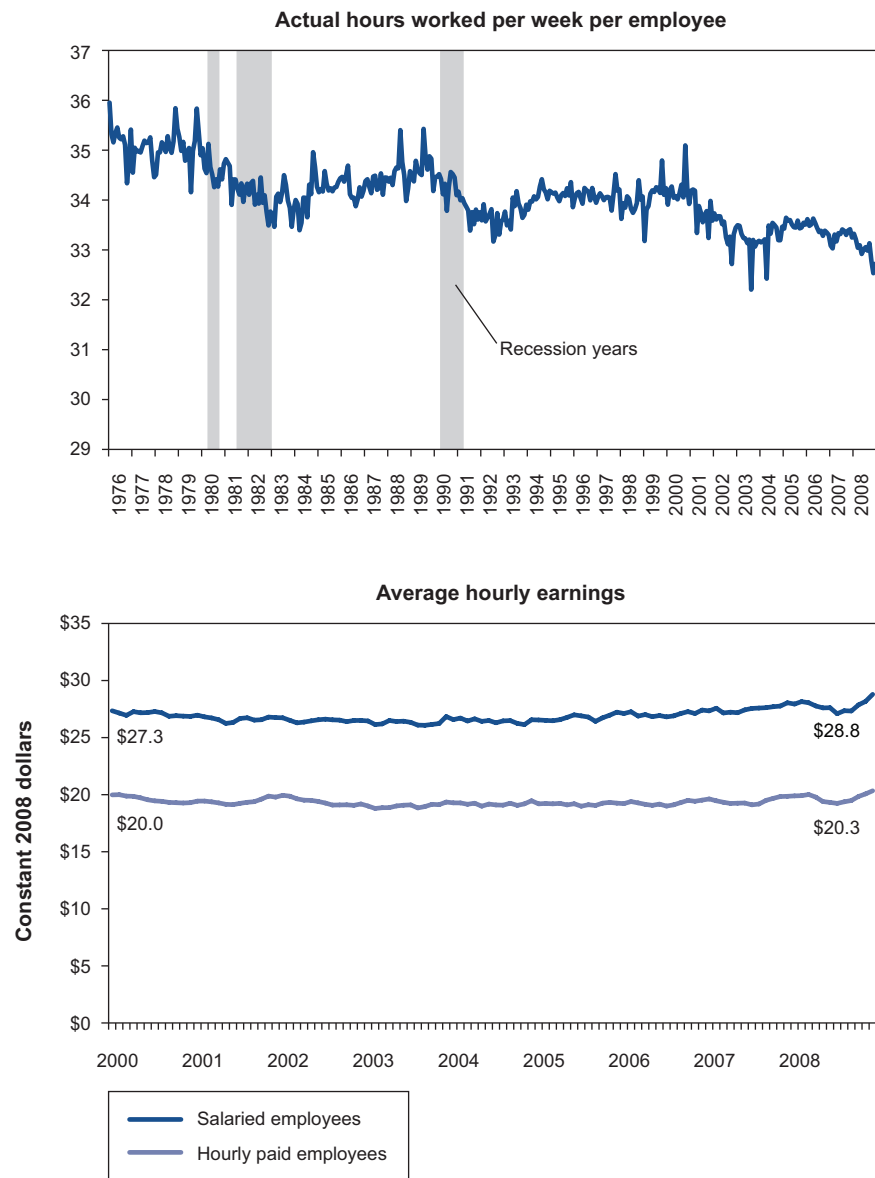 Actual hours worked per week per employee
37
36
35
34
33
32
31
30
29
Recession years
1976 1977 1978 1979 1980 1981 1982 1983 1984 1985 1986 1987 1988 1989 1990 1991 1992 1993 1994 1995 1996 1997 1998 1999 2000 2001 2002 2003 2004 2005 2006 2007 2008
Average hourly earnings
Constant 2008 dollars
$35
$30
$25
$20
$15
$10
$5
$0
$27.3
$28.8
$20.0
$20.3
2000 2001 2002 2003 2004 2005 2006 2007 2008
Salaried employees
Hourly paid employees